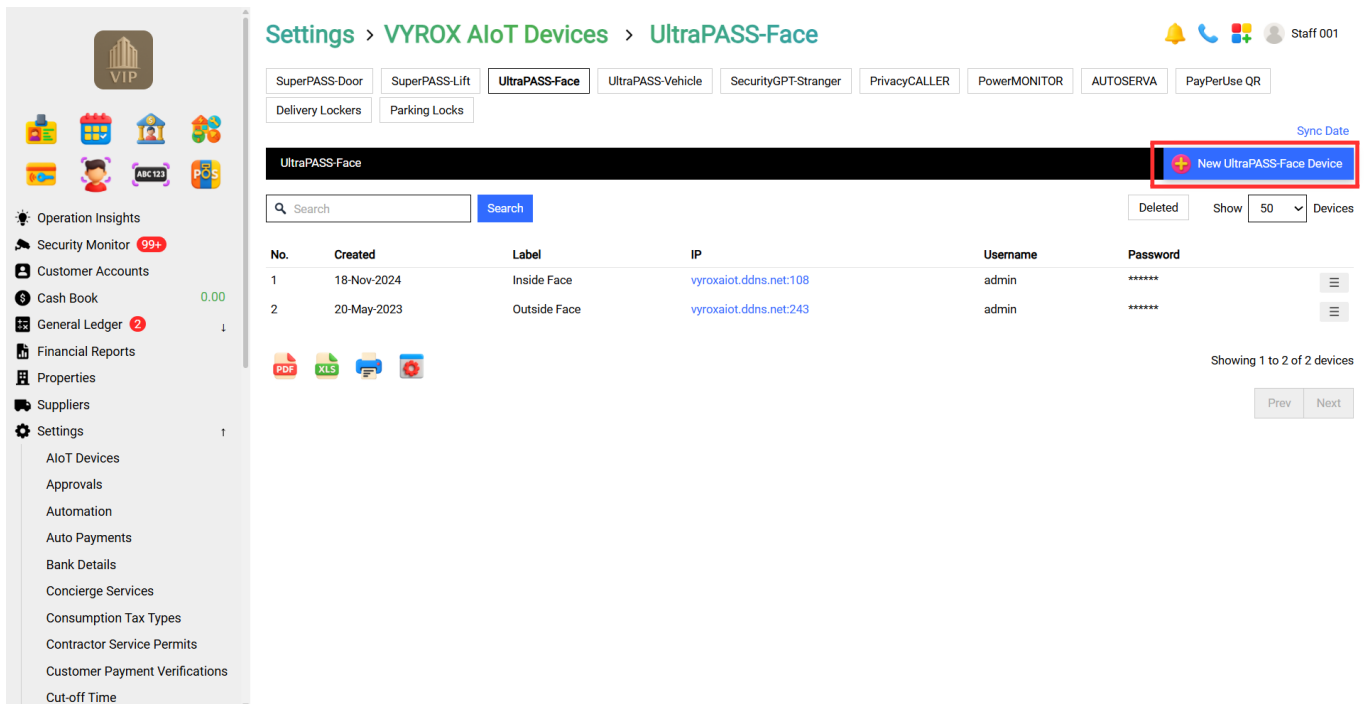 VIP
Settings > VYROX AIoT Devices > UltraPASS-Face
Staff 001
SuperPASS-Door SuperPASS-Lift UltraPASS-Face UltraPASS-Vehicle SecurityGPT-Stranger PrivacyCALLER PowerMONITOR AUTOSERVA PayPerUse QR
Delivery Lockers Parking Locks
Sync Date
UltraPASS-Face New UltraPASS-Face Device
Search Search Deleted Show 50 Devices
No. Created Label IP Username Password
1 18-Nov-2024 Inside Face vyroxaiot.ddns.net:108 admin ******
2 20-May-2023 Outside Face vyroxaiot.ddns.net:243 admin ******
PDF XLS
Showing 1 to 2 of 2 devices
Prev Next
ABC 123 POS
Operation Insights
Security Monitor 99+
Customer Accounts
Cash Book 0.00
General Ledger 2 ↓
Financial Reports
Properties
Suppliers
Settings ↑
AIoT Devices
Approvals
Automation
Auto Payments
Bank Details
Concierge Services
Consumption Tax Types
Contractor Service Permits
Customer Payment Verifications
Cut-off Time